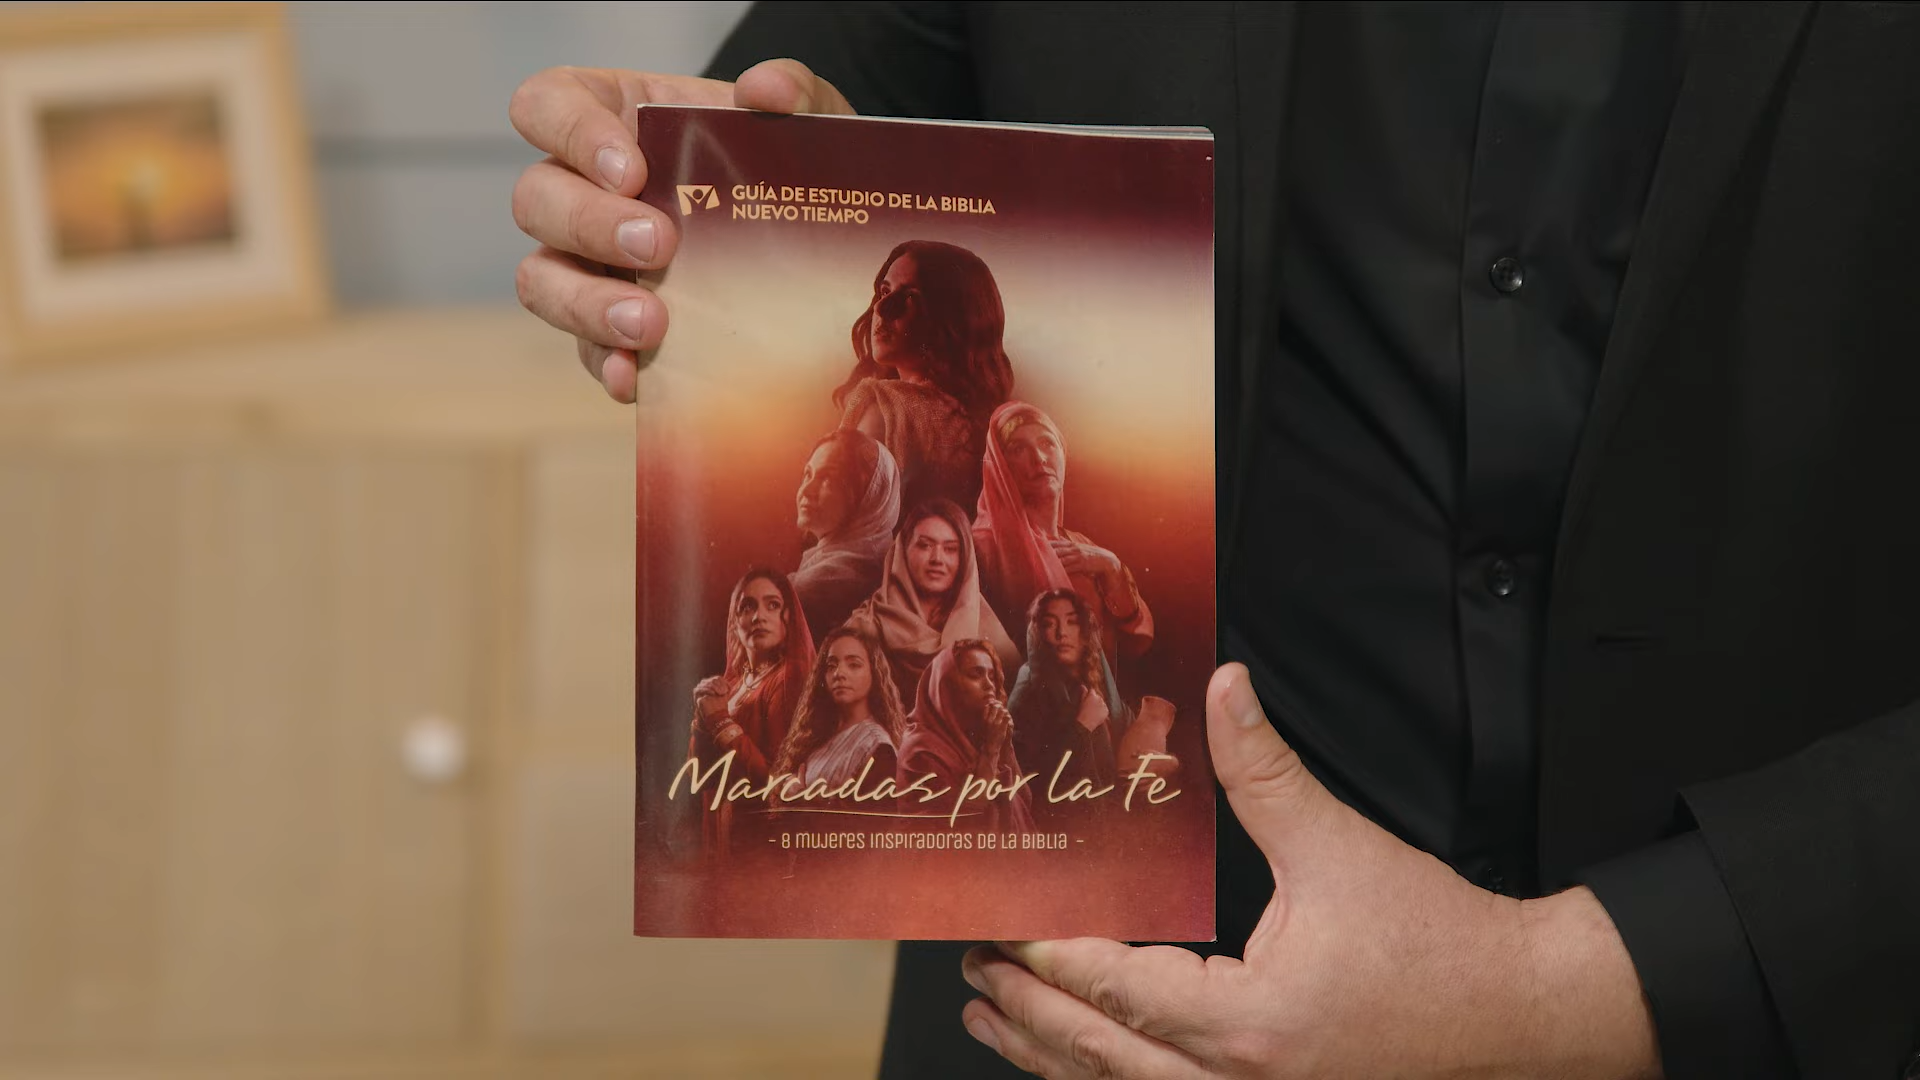 GUÍA DE ESTUDIO DE LA BIBLIA
NUEVO TIEMPO
Marcadas por la Fe
- 8 MUJERES INSPIRADORAS DE LA BIBLIA -